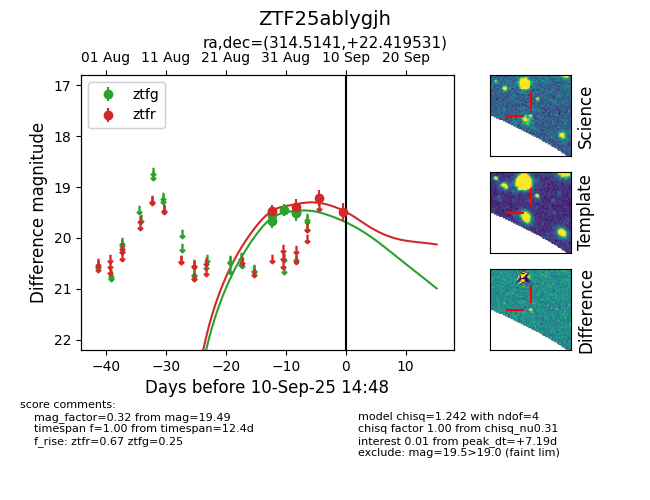 ZTF25ablygjh
ra,dec=(314.5141,+22.419531)
01 Aug 11 Aug 21 Aug 31 Aug 10 Sep 20 Sep
ztfg
ztfr
17
18
19
20
21
22
Difference magnitude
−40 −30 −20 −10 0 10
Days before 10-Sep-25 14:48
Science
Template
Difference
score comments:
mag_factor=0.32 from mag=19.49
timespan f=1.00 from timespan=12.4d
f_rise: ztfr=0.67 ztfg=0.25
model chisq=1.242 with ndof=4
chisq factor 1.00 from chisq_nu0.31
interest 0.01 from peak_dt=+7.19d
exclude: mag=19.5>19.0 (faint lim)